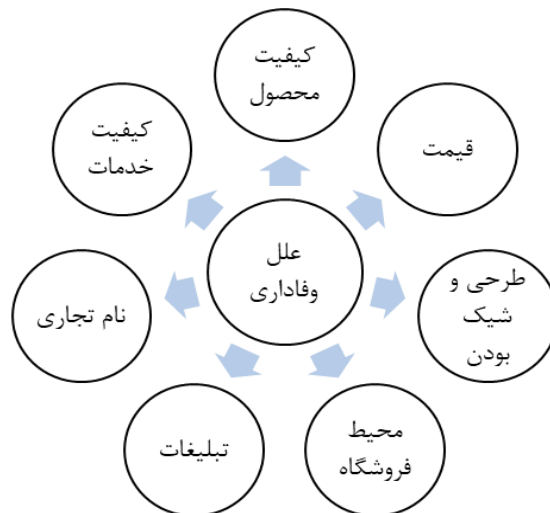 کیفیت
محصول
قیمت
طرحی و
شیک
بودن
محیط
فروشگاه
تبلیغات
نام تجاری
کیفیت
خدمات
علل
وفاداری